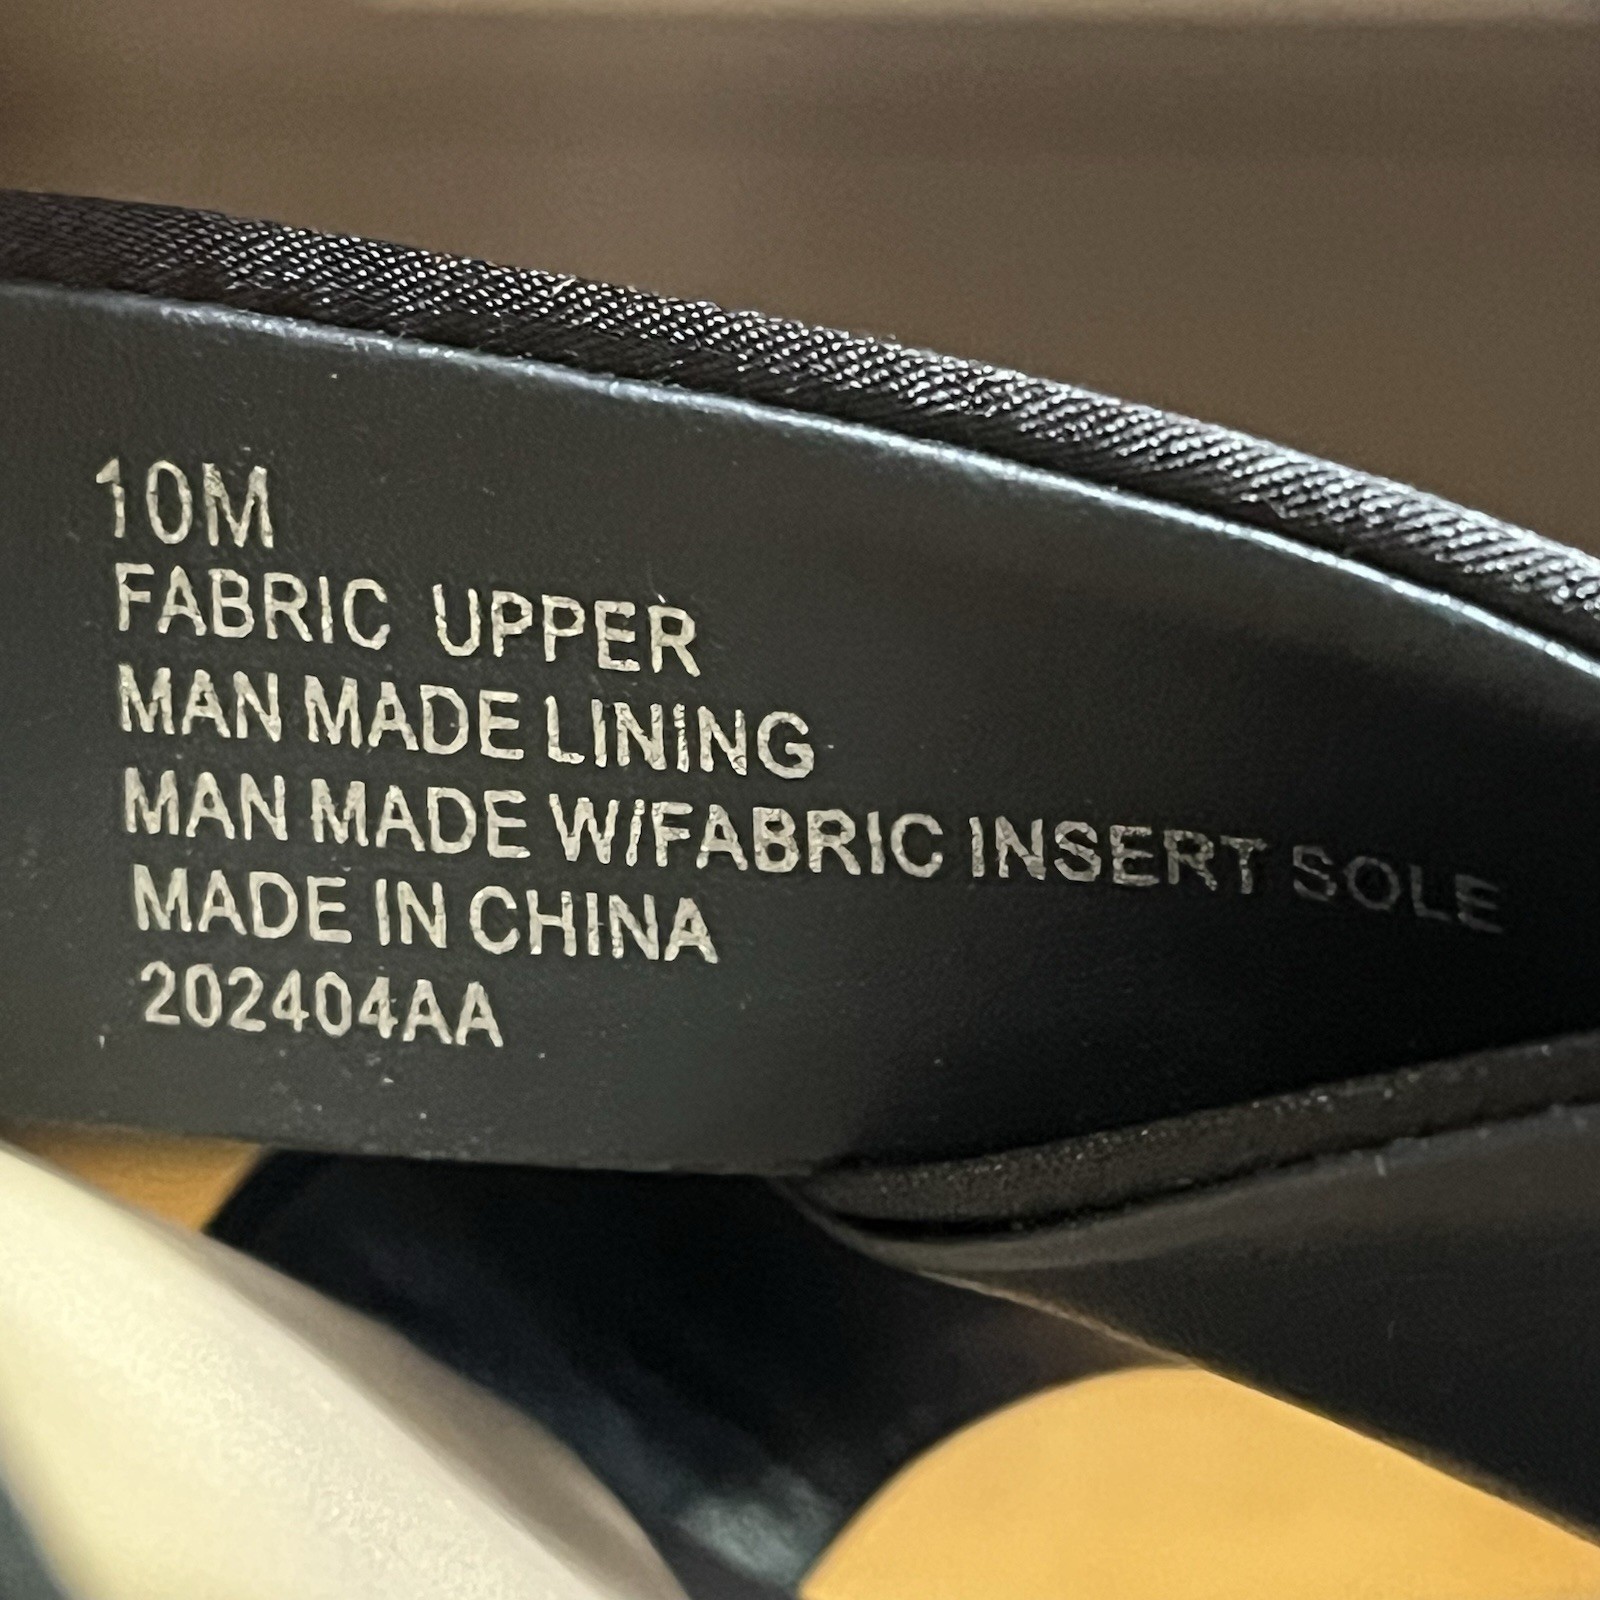 10M
FABRIC UPPER
MAN MADE LINING
MAN MADE W/FABRIC INSERT SOLE
MADE IN CHINA
202404AA